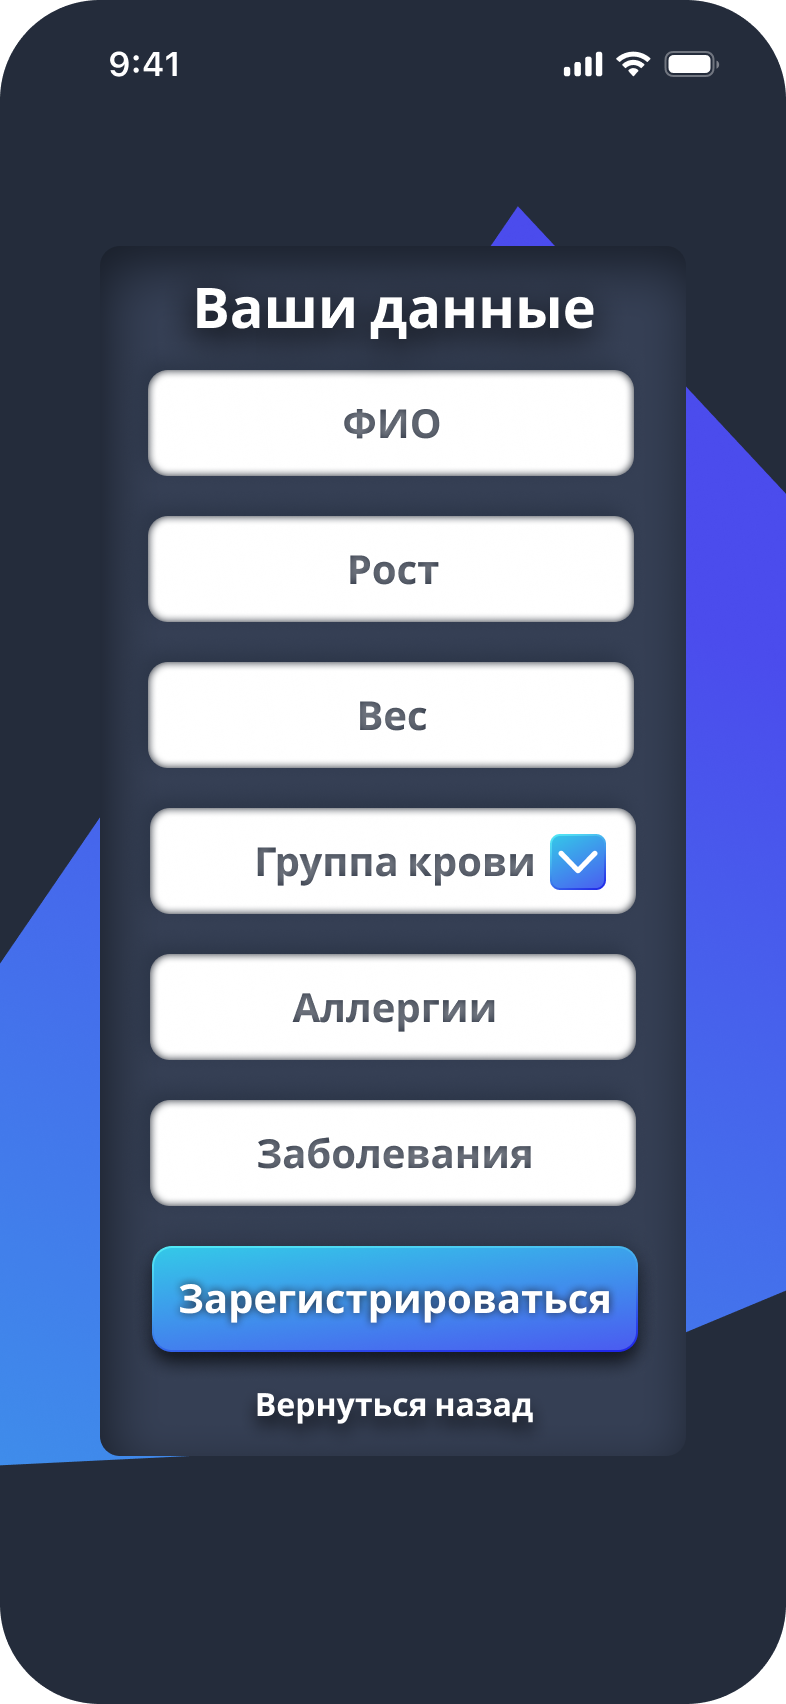 9:41
Ваши данные
ФИО
Рост
Вес
Группа крови
Аллергии
Заболевания
Зарегистрироваться
Вернуться назад